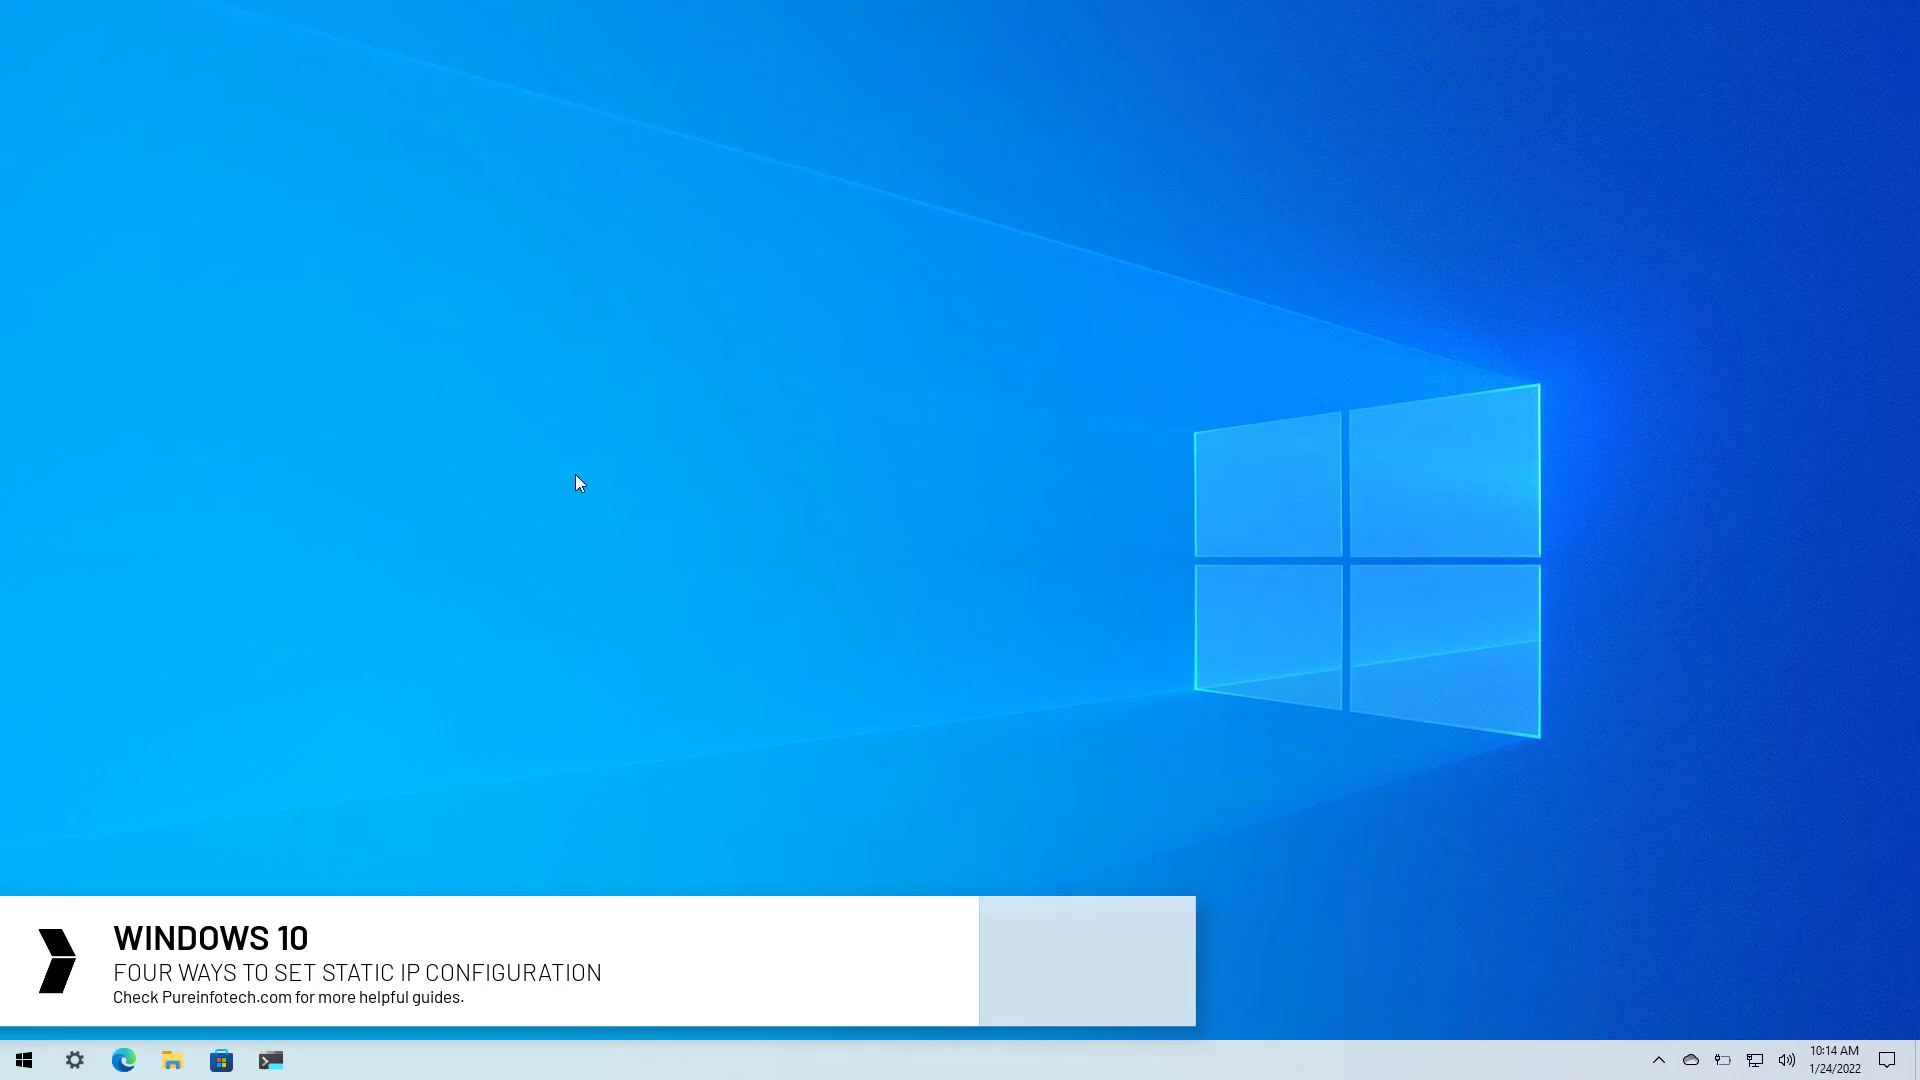 WINDOWS 10
FOUR WAYS TO SET STATIC IP CONFIGURATION
Check Pureinfotech.com for more helpful guides.
10:14 AM
1/24/2022